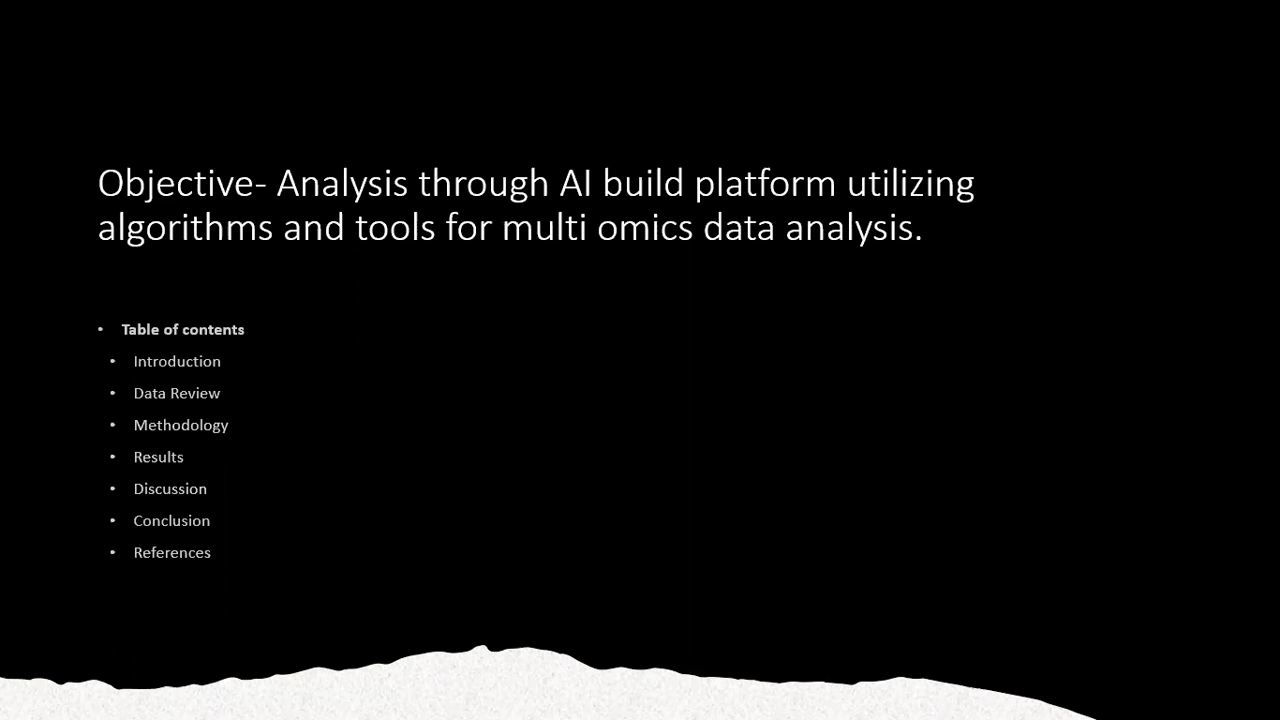 Objective- Analysis through AI build platform utilizing
algorithms and tools for multi omics data analysis.
• Table of contents
• Introduction
• Data Review
• Methodology
• Results
• Discussion
• Conclusion
• References